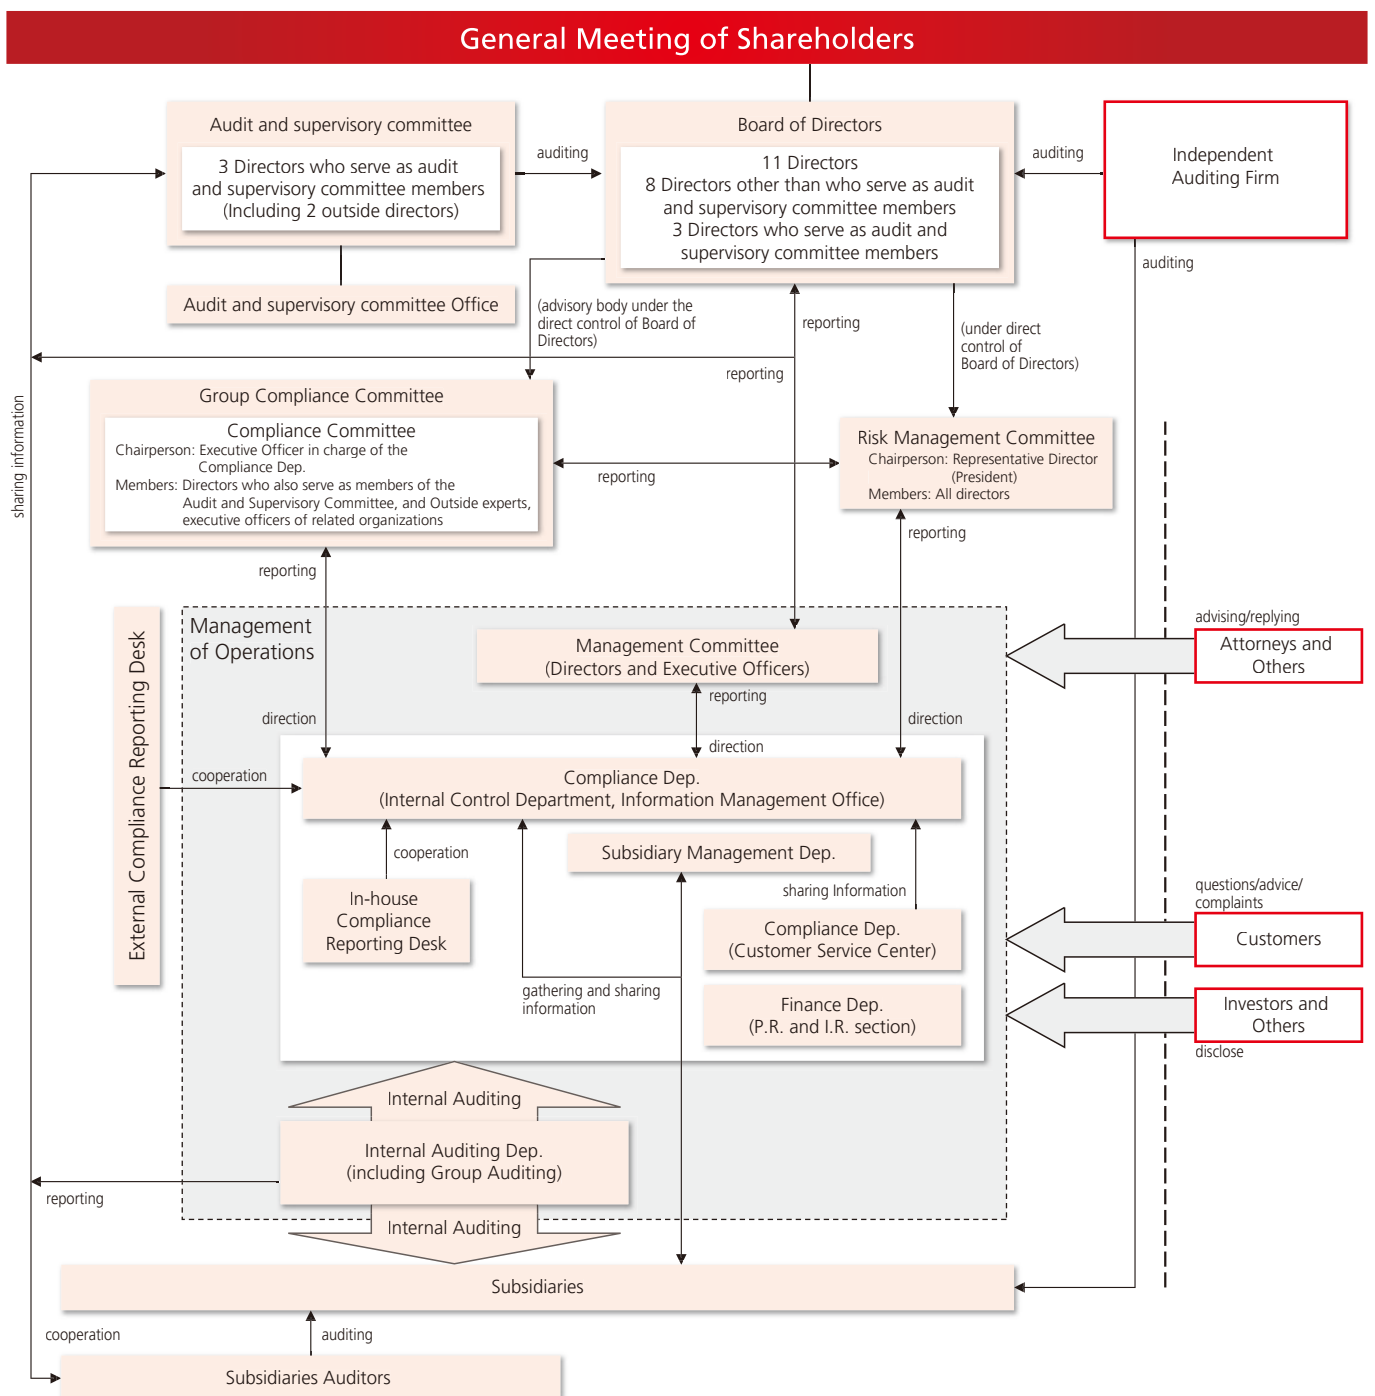 General Meeting of Shareholders
Audit and supervisory committee
3 Directors who serve as audit
and supervisory committee members
(Including 2 outside directors)
auditing
Board of Directors
11 Directors
8 Directors other than who serve as audit
and supervisory committee members
3 Directors who serve as audit and
supervisory committee members
auditing
Independent
Auditing Firm
auditing
Audit and supervisory committee Office
(advisory body under the
direct control of Board of
Directors)
reporting
(under direct
control of
Board of Directors)
reporting
sharing information
Group Compliance Committee
Compliance Committee
Chairperson: Executive Officer in charge of the
Compliance Dep.
Members: Directors who also serve as members of the
Audit and Supervisory Committee, and Outside experts,
executive officers of related organizations
reporting
Risk Management Committee
Chairperson: Representative Director
(President)
Members: All directors
reporting
reporting
External Compliance Reporting Desk
Management
of Operations
Management Committee
(Directors and Executive Officers)
reporting
direction
direction
direction
advising/replying
Attorneys and
Others
cooperation
Compliance Dep.
(Internal Control Department, Information Management Office)
cooperation
Subsidiary Management Dep.
In-house
Compliance
Reporting Desk
sharing Information
Compliance Dep.
(Customer Service Center)
questions/advice/
complaints
Customers
gathering and sharing
information
Finance Dep.
(P.R. and I.R. section)
Investors and
Others
disclose
Internal Auditing
Internal Auditing Dep.
(including Group Auditing)
reporting
Internal Auditing
Subsidiaries
cooperation
auditing
Subsidiaries Auditors